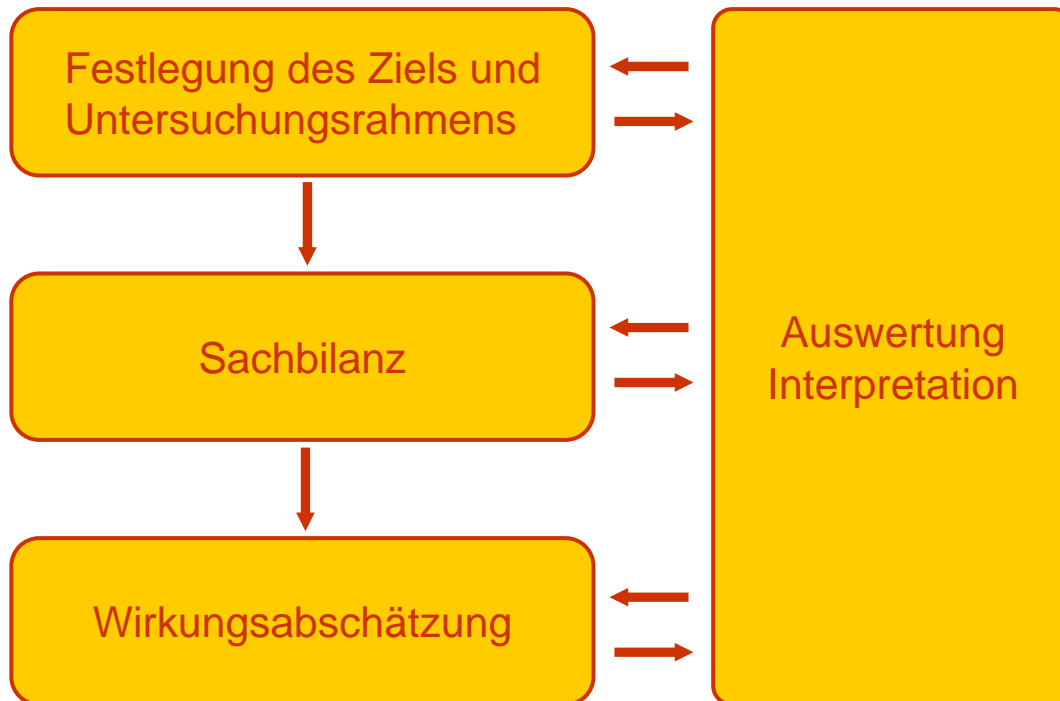 Festlegung des Ziels und
Untersuchungsrahmens
Sachbilanz
Wirkungsabschätzung
Auswertung
Interpretation